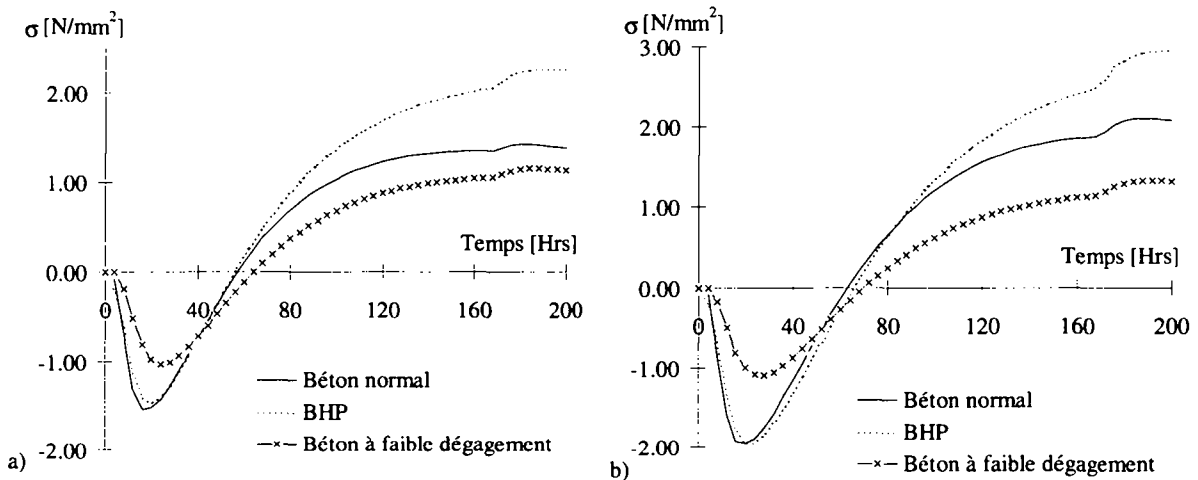 σ [N/mm²]
2.00
1.00
0.00
-1.00
-2.00
0
40
80
120
160
200
Temps [Hrs]
Béton normal
BHP
Béton à faible dégagement
a)
σ [N/mm²]
3.00
2.00
1.00
0.00
-1.00
-2.00
0
40
80
120
160
200
Temps [Hrs]
Béton normal
BHP
Béton à faible dégagement
b)